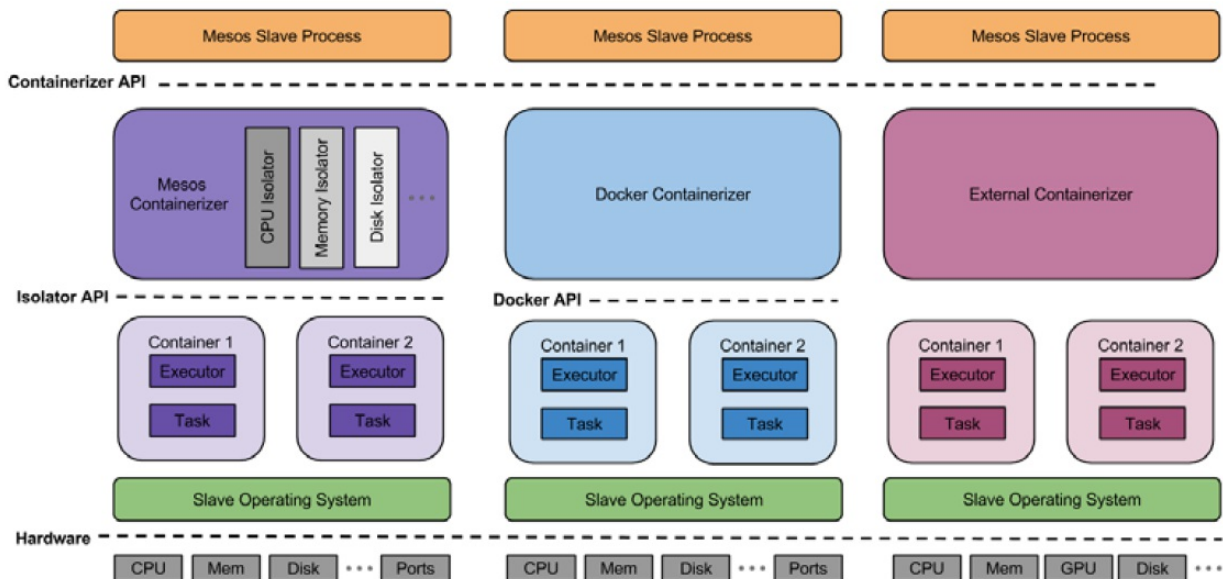 Mesos Slave Process Mesos Slave Process Mesos Slave Process
Containerizer API
Mesos
Containerizer
CPU Isolator
Memory Isolator
Disk Isolator
Docker Containerizer
External Containerizer
Isolator API
Docker API
Container 1
Executor
Task
Container 2
Executor
Task
Container 1
Executor
Task
Container 2
Executor
Task
Container 1
Executor
Task
Container 2
Executor
Task
Slave Operating System Slave Operating System Slave Operating System
Hardware
CPU Mem Disk ••• Ports CPU Mem Disk ••• Ports CPU Mem GPU Disk •••